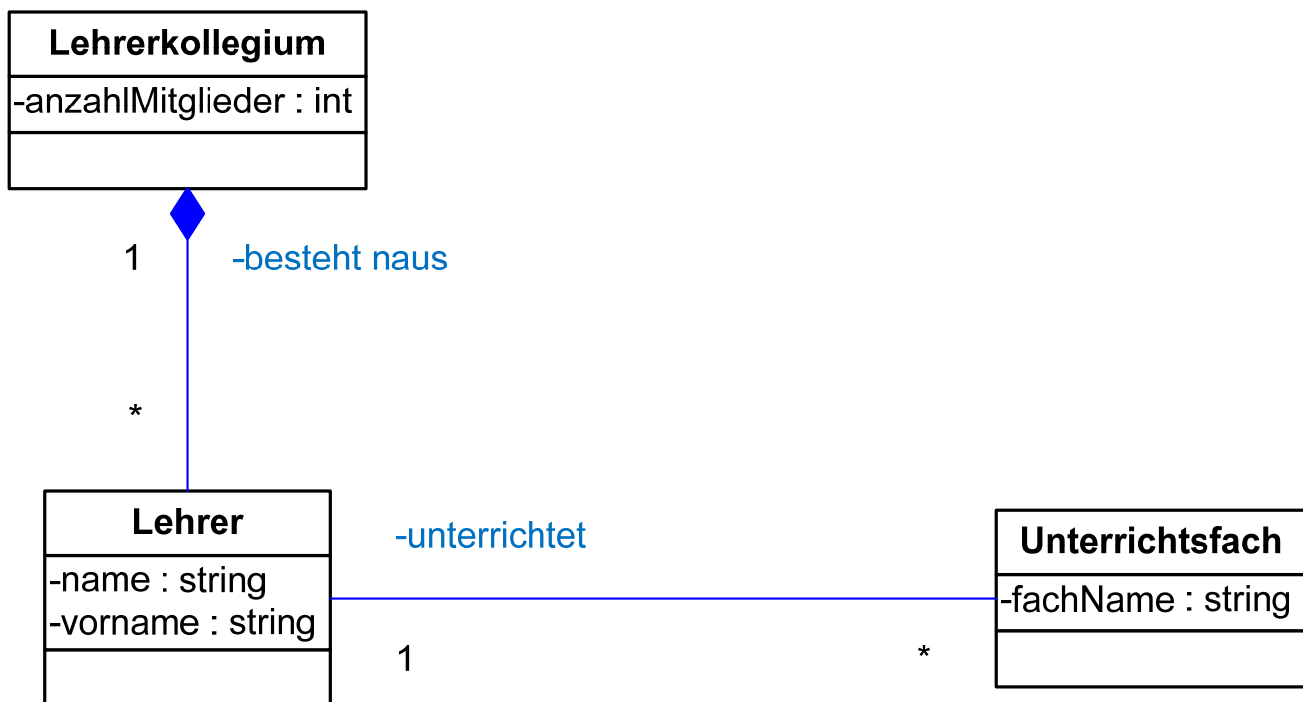 Lehrerkollegium
-anzahlMitglieder : int
1
-besteht naus
*
Lehrer
-name : string
-vorname : string
-unterrichtet
1
*
Unterrichtsfach
-fachName : string